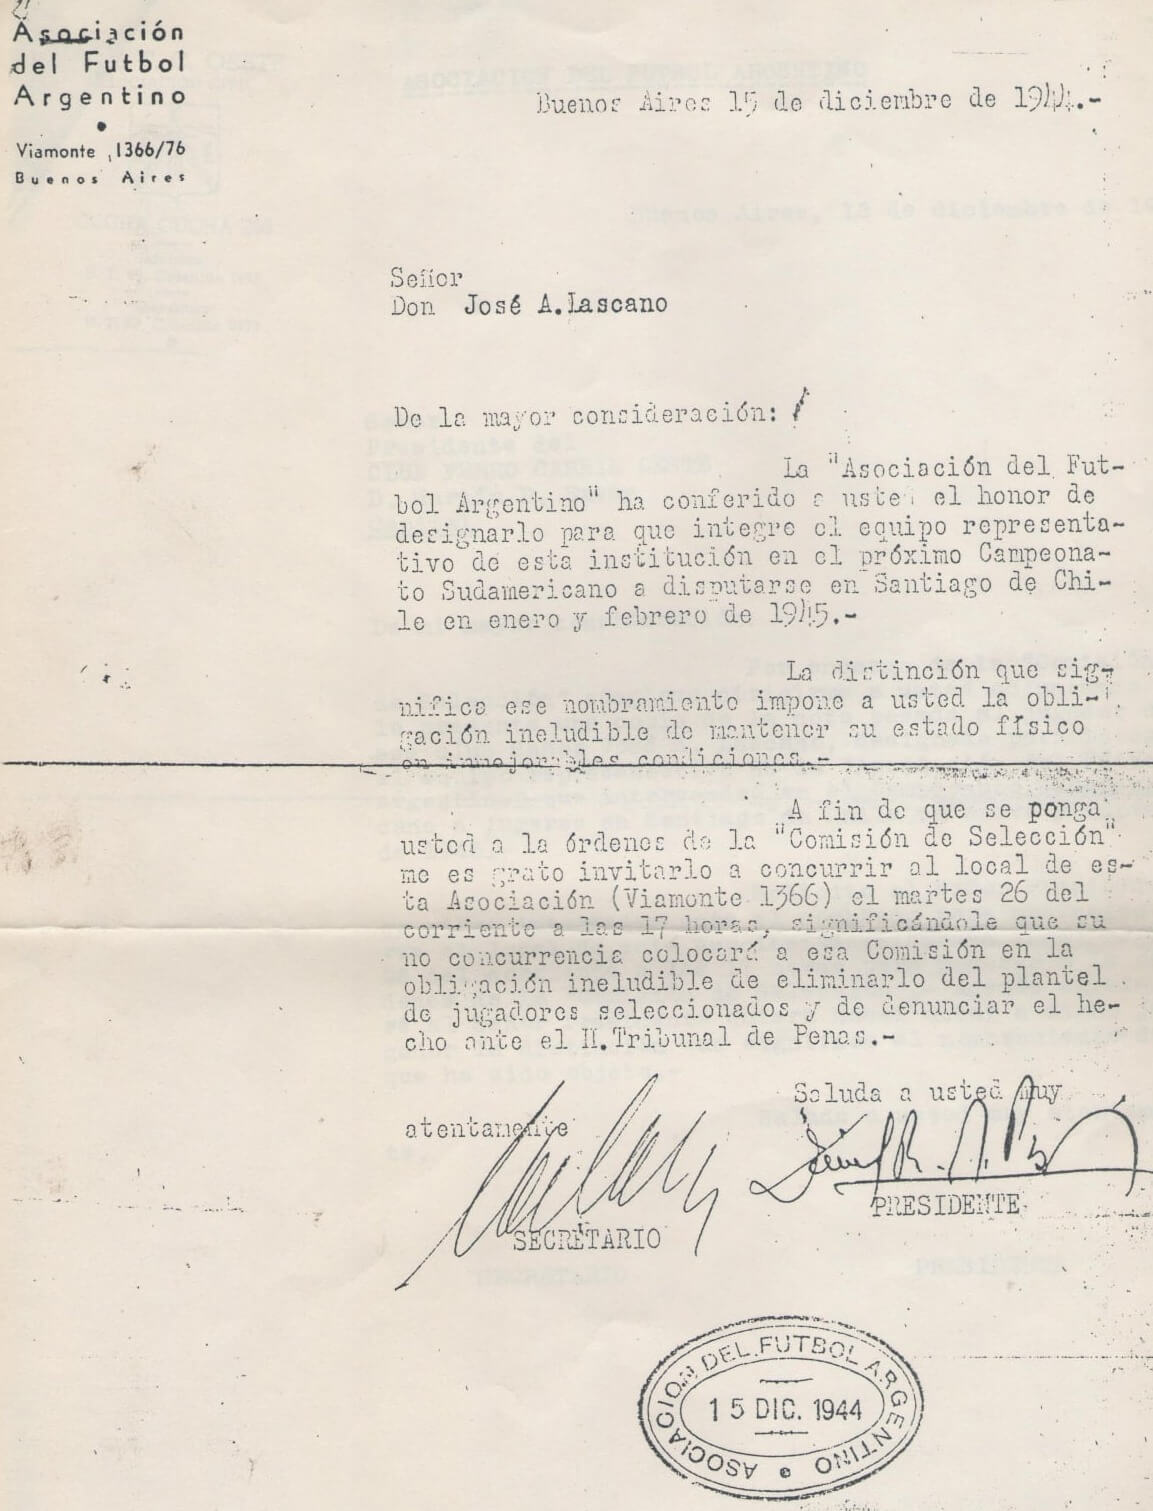 Asociación
del Futbol
Argentino
Viamonte 1366/76
Buenos Aires
Buenos Aires 15 de diciembre de 1944.-
Señor
Don José A. Lascano
De la mayor consideración:
La "Asociación del Fut-
bol Argentino" ha conferido a usted el honor de
designarlo para que integre el equipo representa-
tivo de esta institución en el próximo Campeona-
to Sudamericano a disputarse en Santiago de Chi-
le en enero y febrero de 1945.-
La distinción que sig-
nifica ese nombramiento impone a usted la obli-
gación ineludible de mantener su estado físico
en inmejorables condiciones.-
A fin de que se ponga
usted a la órdenes de la "Comisión de Selección"
me es grato invitarlo a concurrir al local de es-
ta Asociación (Viamonte 1366) el martes 26 del
corriente a las 17 horas, significándole que su
no concurrencia colocará a esa Comisión en la
obligación ineludible de eliminarlo del plantel
de jugadores seleccionados y de denunciar el he-
cho ante el H. Tribunal de Penas.-
Saluda a usted muy
atentamente
PRESIDENTE
SECRETARIO
ASOCIACION DEL FUTBOL ARGENTINO
15 DIC. 1944